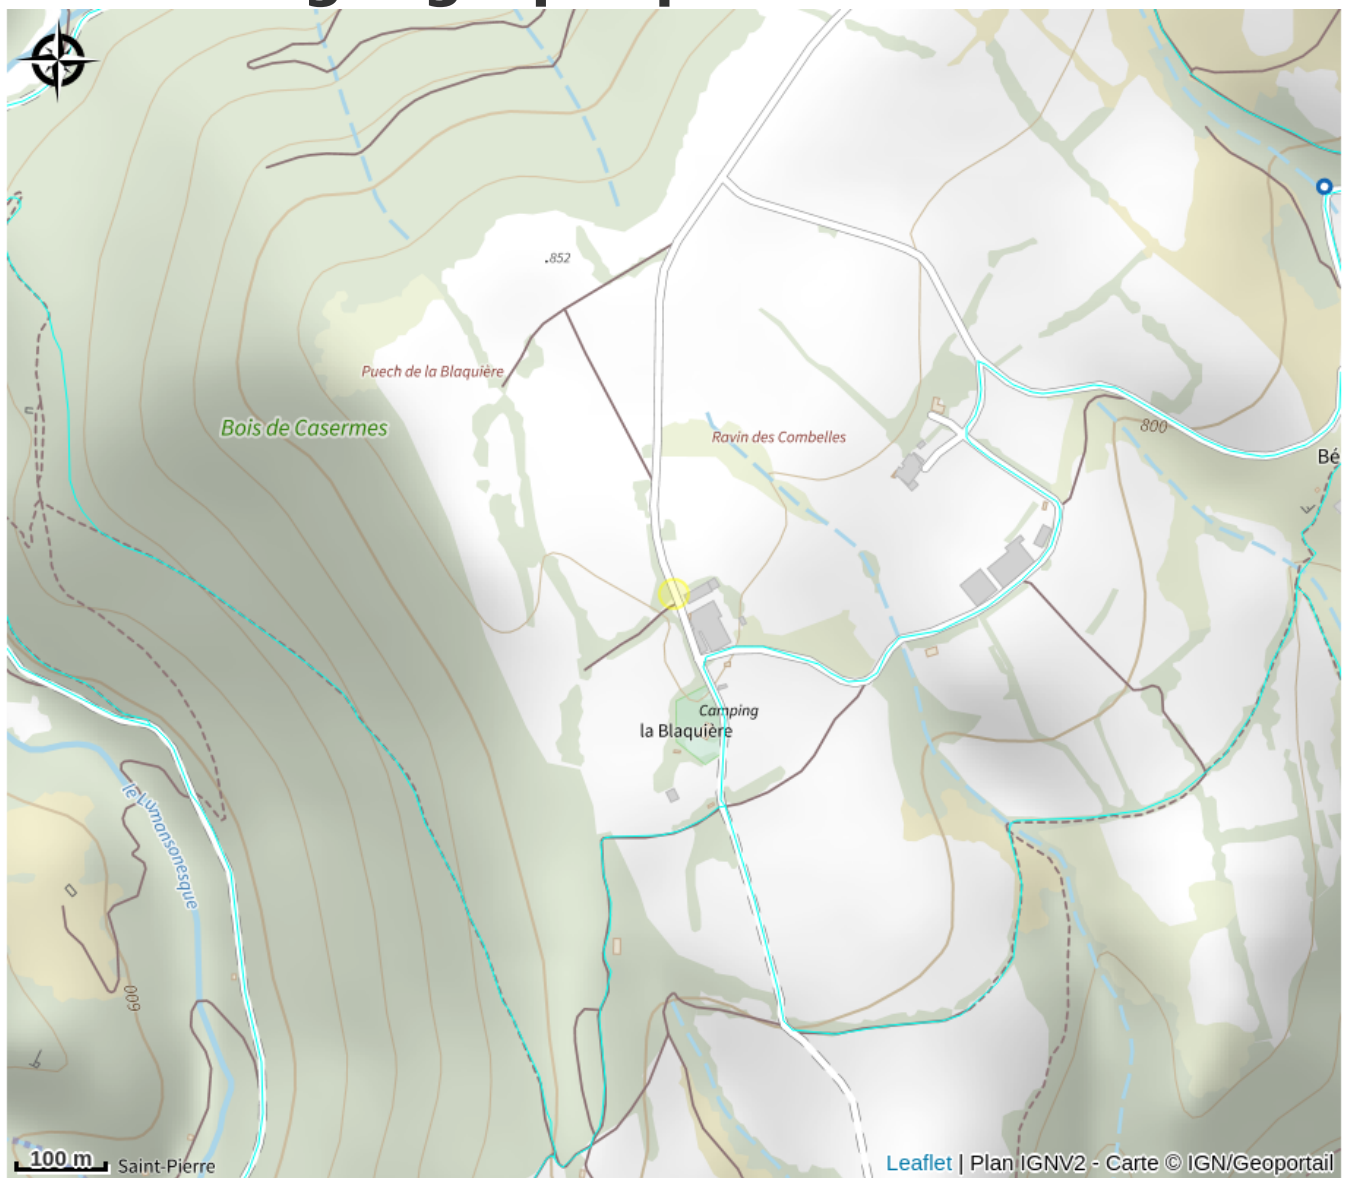 .852
Puech de la Blaquière
Bois de Casermes
Ravin des Combelles
800
Bé
Camping
la Blaquière
le Lumansonesque
600
100 m
Saint-Pierre
Leaflet | Plan IGNV2 - Carte © IGN/Geoportail